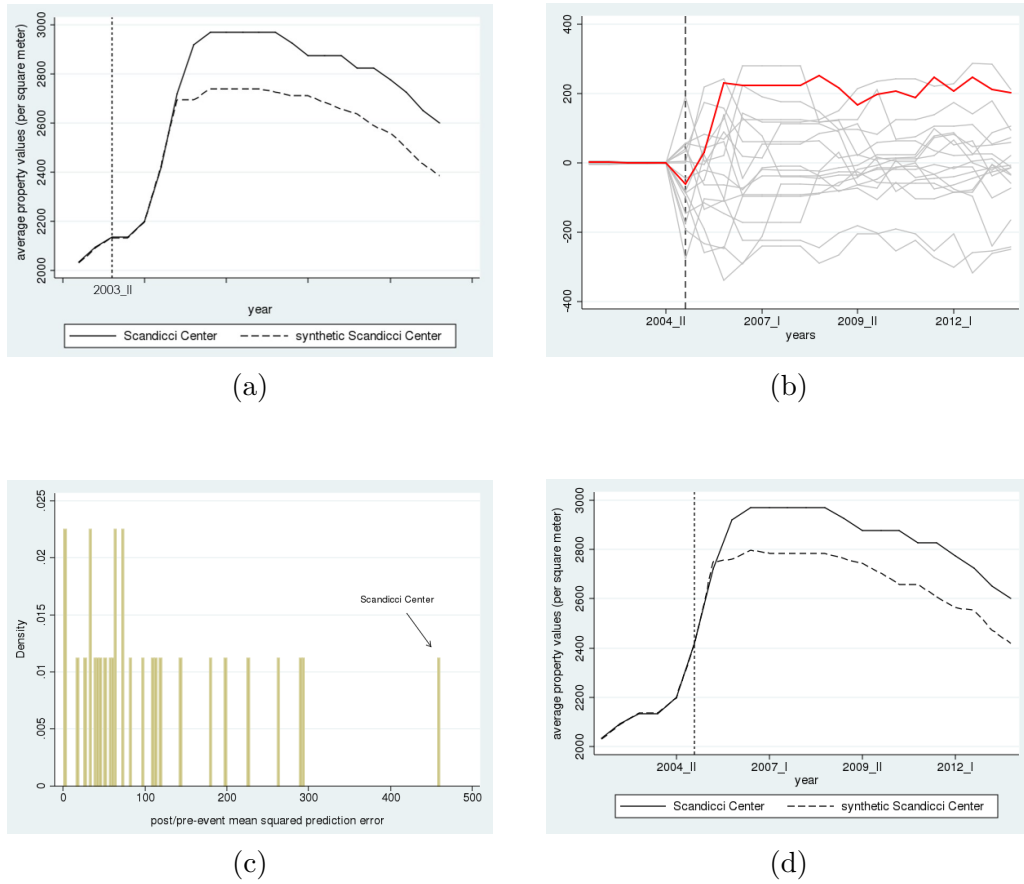 average property values (per square meter)
3000
2800
2600
2400
2200
2000
2003_II
year
Scandicci Center
synthetic Scandicci Center
(a)
400
200
0
-200
-400
2004_II
2007_I
2009_II
2012_I
years
(b)
Density
.025
.02
.015
.01
.005
0
Scandicci Center
0
100
200
300
400
500
post/pre-event mean squared prediction error
(c)
average property values (per square meter)
3000
2800
2600
2400
2200
2000
2004_II
2007_I
2009_II
2012_I
year
Scandicci Center
synthetic Scandicci Center
(d)